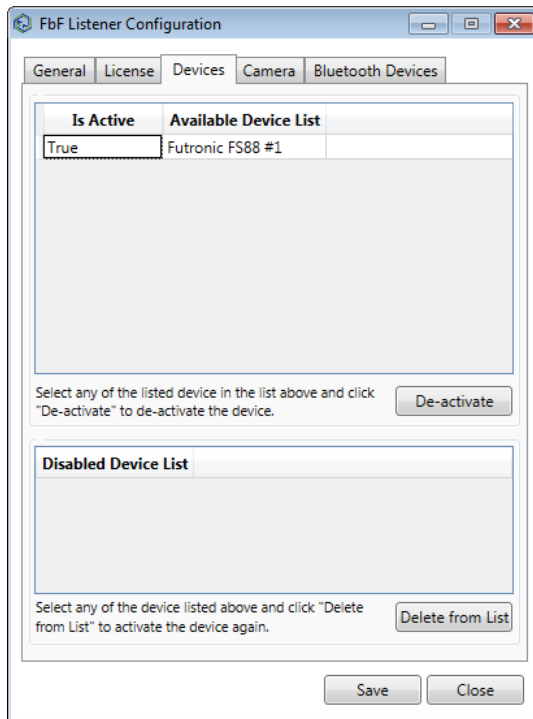 FbF Listener Configuration
General License Devices Camera Bluetooth Devices
Is Active Available Device List
True Futronic FS88 #1
Select any of the listed device in the list above and click
"De-activate" to de-activate the device.
De-activate
Disabled Device List
Select any of the device listed above and click "Delete
from List" to activate the device again.
Delete from List
Save Close